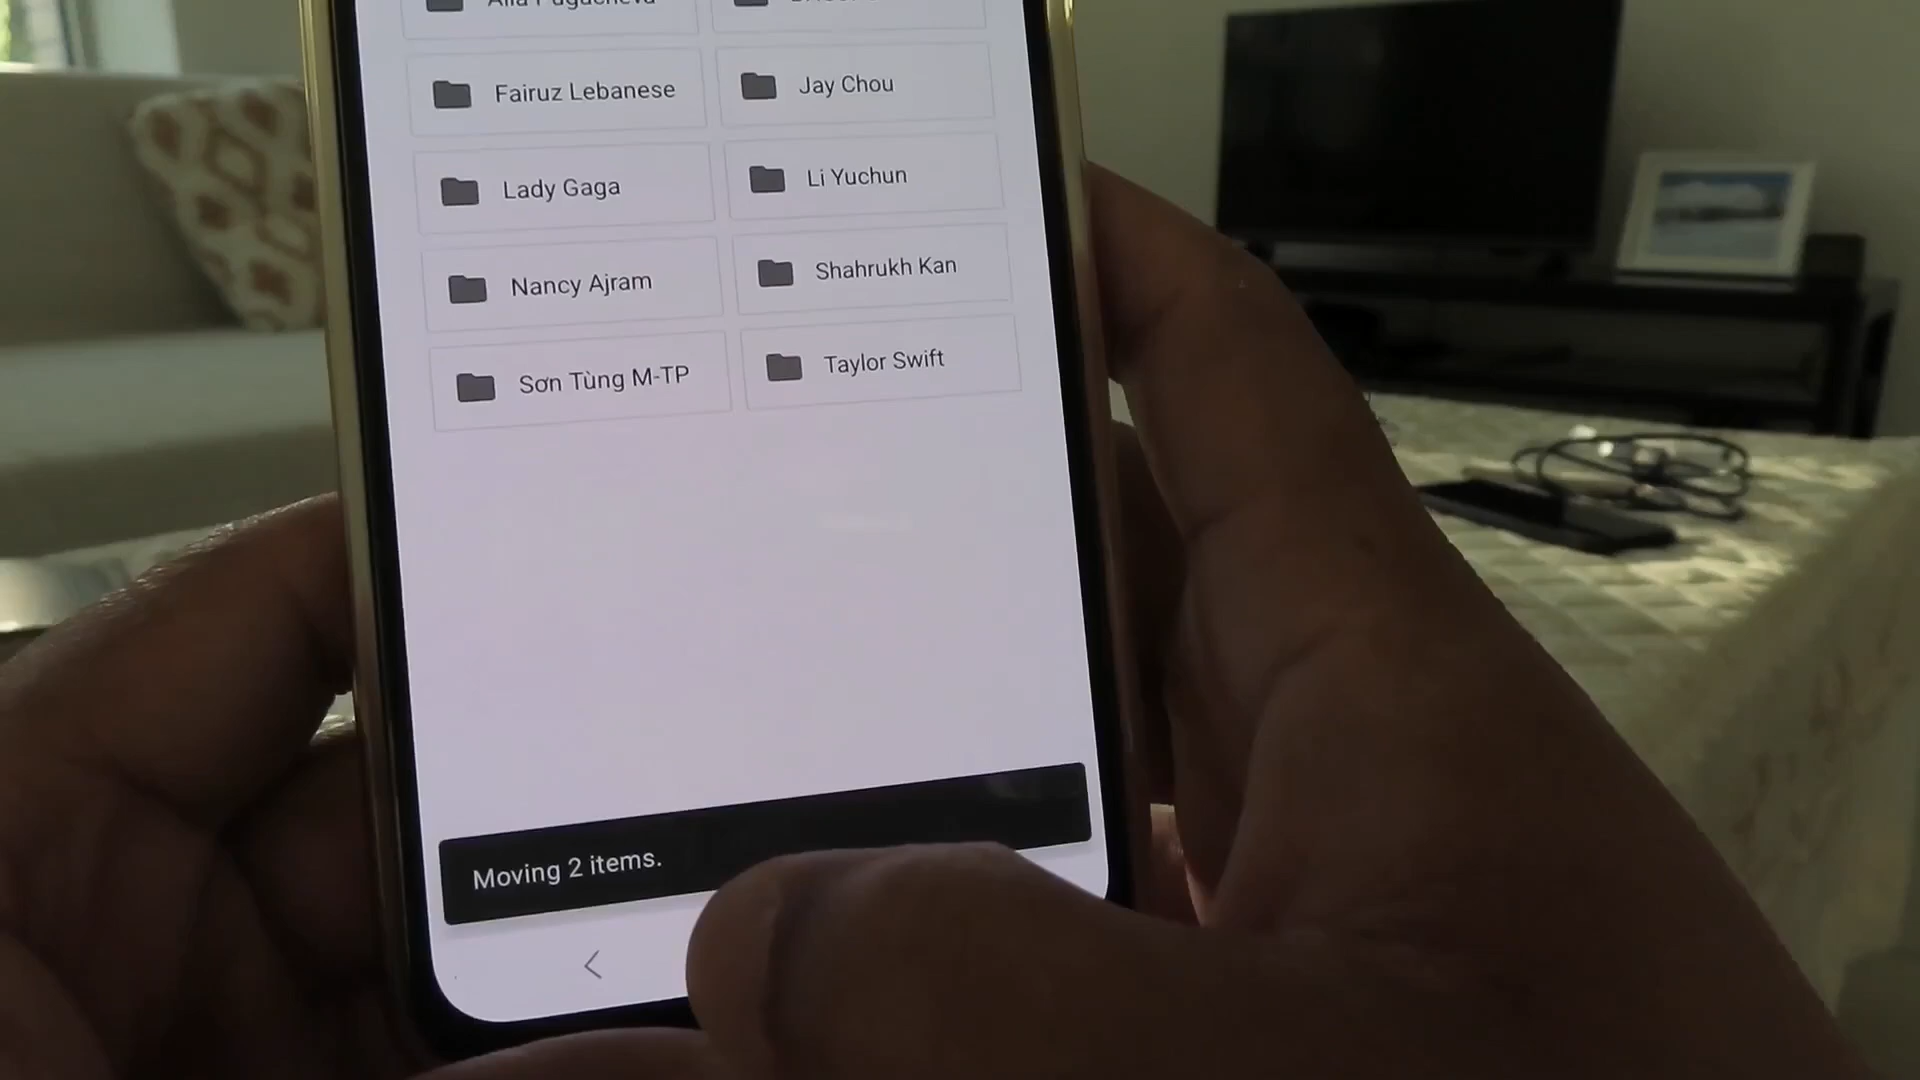 Fairuz Lebanese
Jay Chou
Lady Gaga
Li Yuchun
Nancy Ajram
Shahrukh Kan
Sơn Tùng M-TP
Taylor Swift
Moving 2 items.